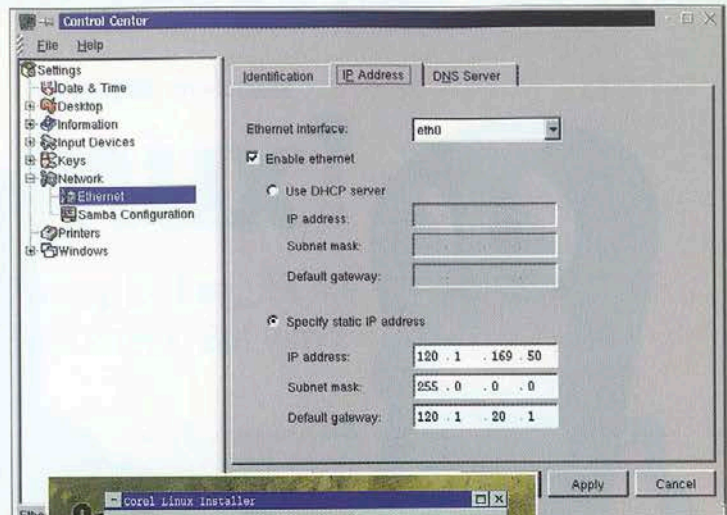 Control Center
File Help
Settings
Date & Time
Desktop
Information
Input Devices
Keys
Network
Ethernet
Samba Configuration
Printers
Windows
Identification IP Address DNS Server
Ethernet interface: eth0
Enable ethernet
Use DHCP server
IP address:
Subnet mask:
Default gateway:
Specify static IP address
IP address: 120 . 1 . 169 . 50
Subnet mask: 255 . 0 . 0 . 0
Default gateway: 120 . 1 . 20 . 1
Apply Cancel
Corel Linux Installer